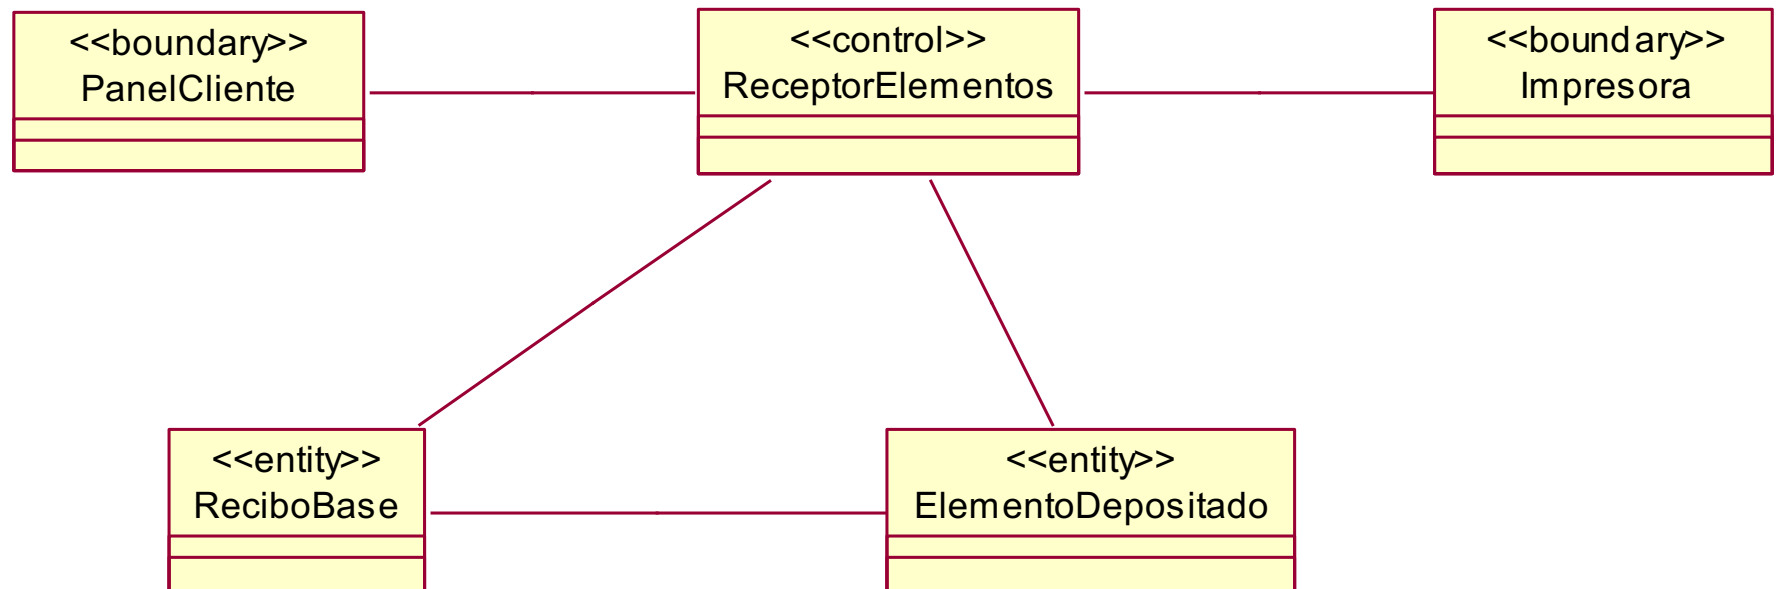 <<boundary>>
PanelCliente
<<control>>
ReceptorElementos
<<boundary>>
Impresora
<<entity>>
ReciboBase
<<entity>>
ElementoDepositado